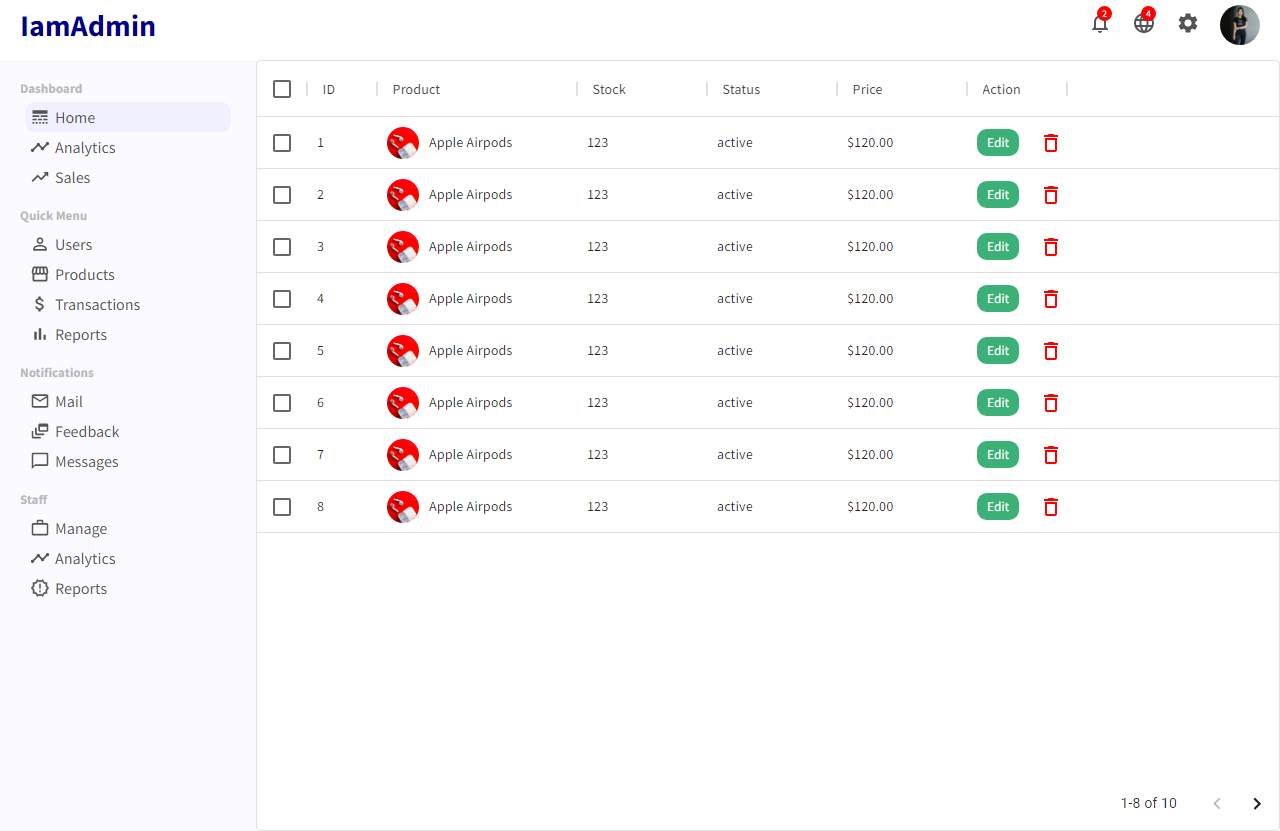 IamAdmin
2
4
Dashboard
Home
Analytics
Sales
Quick Menu
Users
Products
Transactions
Reports
Notifications
Mail
Feedback
Messages
Staff
Manage
Analytics
Reports
ID Product Stock Status Price Action
1 Apple Airpods 123 active $120.00 Edit
2 Apple Airpods 123 active $120.00 Edit
3 Apple Airpods 123 active $120.00 Edit
4 Apple Airpods 123 active $120.00 Edit
5 Apple Airpods 123 active $120.00 Edit
6 Apple Airpods 123 active $120.00 Edit
7 Apple Airpods 123 active $120.00 Edit
8 Apple Airpods 123 active $120.00 Edit
1-8 of 10